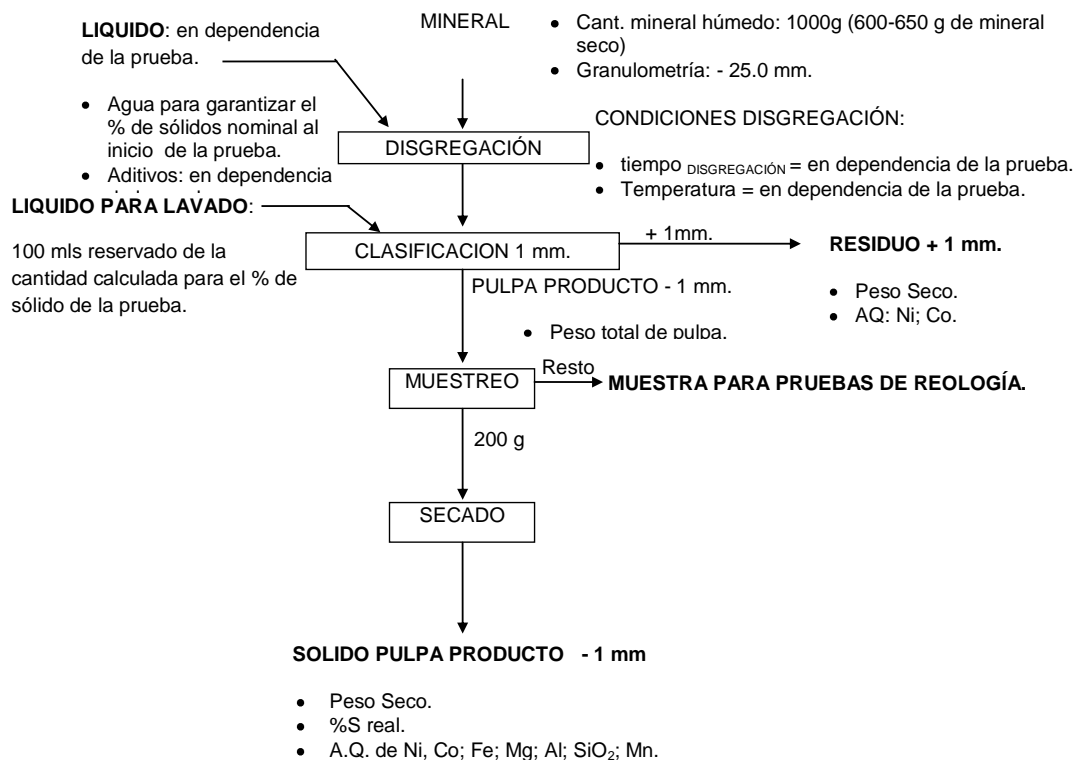 LIQUIDO: en dependencia
de la prueba.
• Agua para garantizar el
% de sólidos nominal al
inicio de la prueba.
• Aditivos: en dependencia
MINERAL
• Cant. mineral húmedo: 1000g (600-650 g de mineral
seco)
• Granulometría: - 25.0 mm.
DISGREGACIÓN
CONDICIONES DISGREGACIÓN:
• tiempo DISGREGACIÓN = en dependencia de la prueba.
• Temperatura = en dependencia de la prueba.
LIQUIDO PARA LAVADO:
100 mls reservado de la
cantidad calculada para el % de
sólido de la prueba.
CLASIFICACION 1 mm.
+ 1mm.
RESIDUO + 1 mm.
• Peso Seco.
• AQ: Ni; Co.
PULPA PRODUCTO - 1 mm.
• Peso total de pulpa.
MUESTREO
Resto
MUESTRA PARA PRUEBAS DE REOLOGÍA.
200 g
SECADO
SOLIDO PULPA PRODUCTO - 1 mm
• Peso Seco.
• %S real.
• A.Q. de Ni, Co; Fe; Mg; Al; SiO₂; Mn.